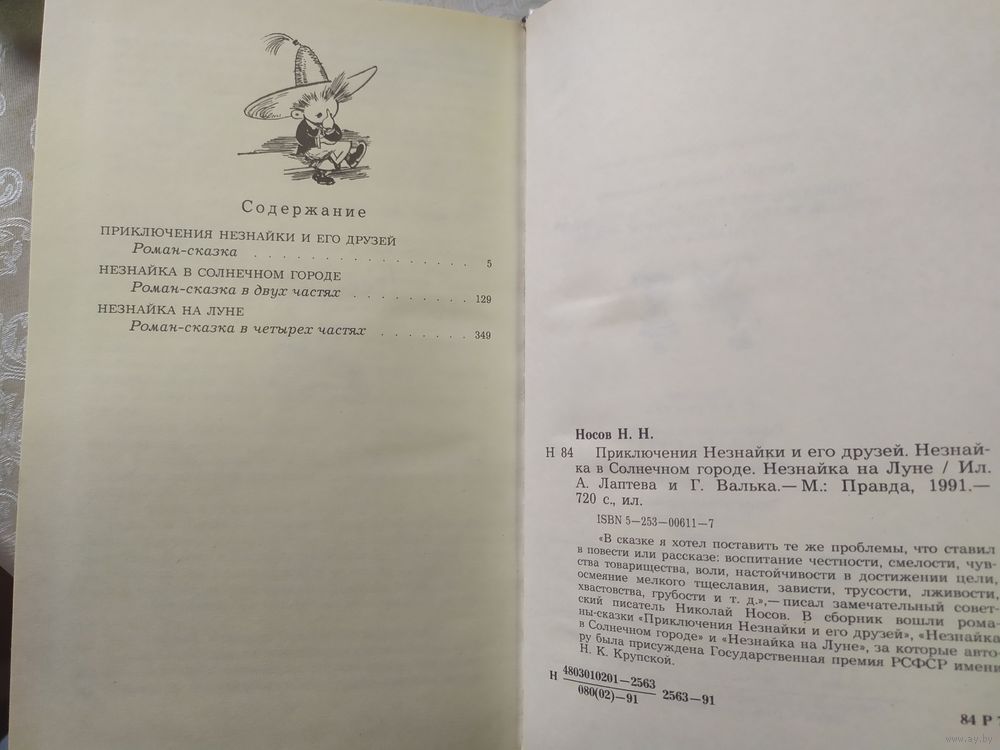 Содержание
ПРИКЛЮЧЕНИЯ НЕЗНАЙКИ И ЕГО ДРУЗЕЙ
Роман-сказка . . . . . . . . . . . . . . . . . 5
НЕЗНАЙКА В СОЛНЕЧНОМ ГОРОДЕ
Роман-сказка в двух частях . . . . . . . . . 129
НЕЗНАЙКА НА ЛУНЕ
Роман-сказка в четырех частях . . . . . . . 349
Носов Н. Н.
Н 84 Приключения Незнайки и его друзей. Незнай-
ка в Солнечном городе. Незнайка на Луне / Ил.
А. Лаптева и Г. Валька.— М.: Правда, 1991.—
720 с., ил.
ISBN 5—253—00611—7
«В сказке я хотел поставить те же проблемы, что ставил
в повести или рассказе: воспитание честности, смелости, чув-
ства товарищества, воли, настойчивости в достижении цели,
осмеяние мелкого тщеславия, зависти, трусости, лживости,
хвастовства, грубости и т. д.»,— писал замечательный совет-
ский писатель Николай Носов. В сборник вошли рома-
ны-сказки «Приключения Незнайки и его друзей», «Незнайка
в Солнечном городе» и «Незнайка на Луне», за которые авто-
ру была присуждена Государственная премия РСФСР имени
Н. К. Крупской.
Н 4803010201—2563
080(02)—91 2563—91
84 Р
www.ay.by